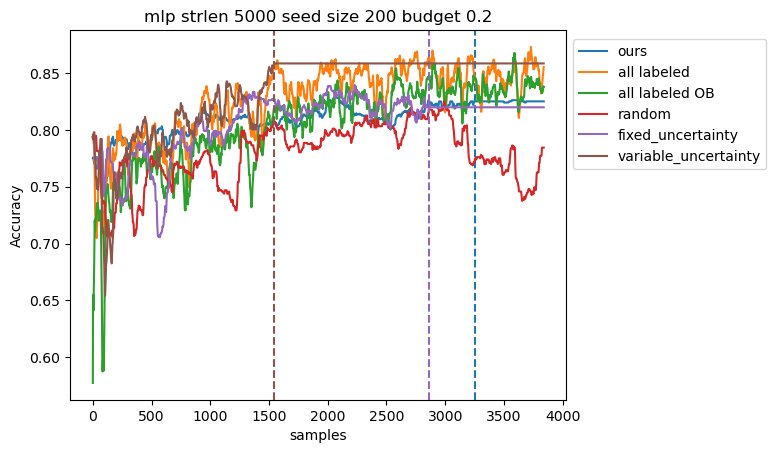 mlp strlen 5000 seed size 200 budget 0.2
ours
all labeled
all labeled OB
random
fixed_uncertainty
variable_uncertainty
Accuracy
0.85
0.80
0.75
0.70
0.65
0.60
0
500
1000
1500
2000
2500
3000
3500
4000
samples